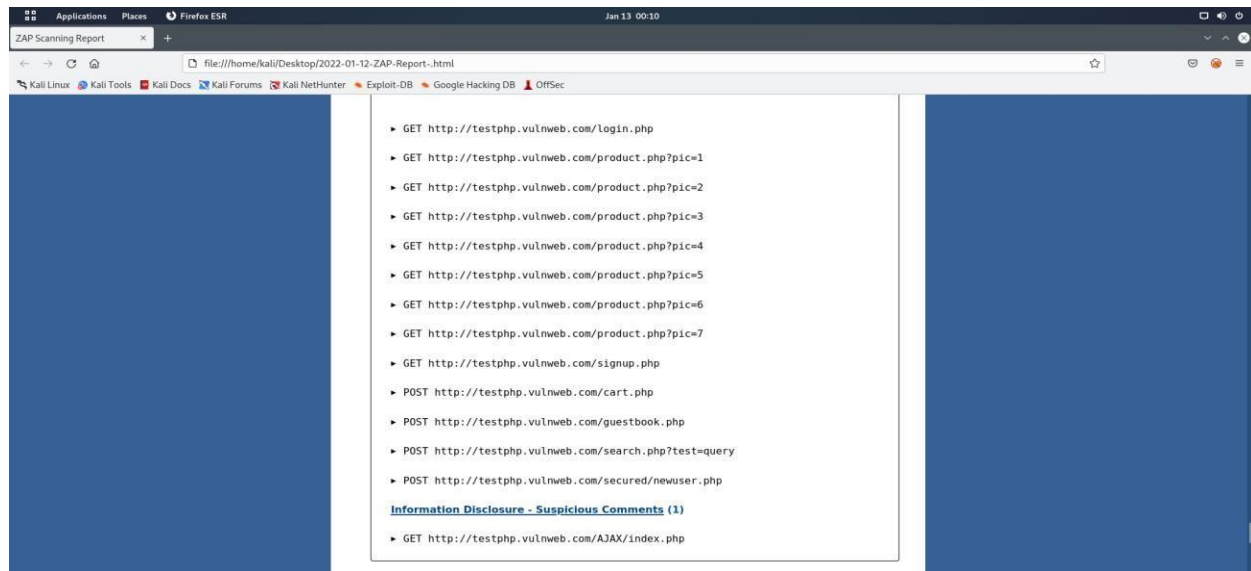 Applications Places Firefox ESR Jan 13 00:10
ZAP Scanning Report × +
file:///home/kali/Desktop/2022-01-12-ZAP-Report-.html
Kali Linux Kali Tools Kali Docs Kali Forums Kali NetHunter Exploit-DB Google Hacking DB OffSec
▸ GET http://testphp.vulnweb.com/login.php
▸ GET http://testphp.vulnweb.com/product.php?pic=1
▸ GET http://testphp.vulnweb.com/product.php?pic=2
▸ GET http://testphp.vulnweb.com/product.php?pic=3
▸ GET http://testphp.vulnweb.com/product.php?pic=4
▸ GET http://testphp.vulnweb.com/product.php?pic=5
▸ GET http://testphp.vulnweb.com/product.php?pic=6
▸ GET http://testphp.vulnweb.com/product.php?pic=7
▸ GET http://testphp.vulnweb.com/signup.php
▸ POST http://testphp.vulnweb.com/cart.php
▸ POST http://testphp.vulnweb.com/guestbook.php
▸ POST http://testphp.vulnweb.com/search.php?test=query
▸ POST http://testphp.vulnweb.com/secured/newuser.php
Information Disclosure - Suspicious Comments (1)
▸ GET http://testphp.vulnweb.com/AJAX/index.php